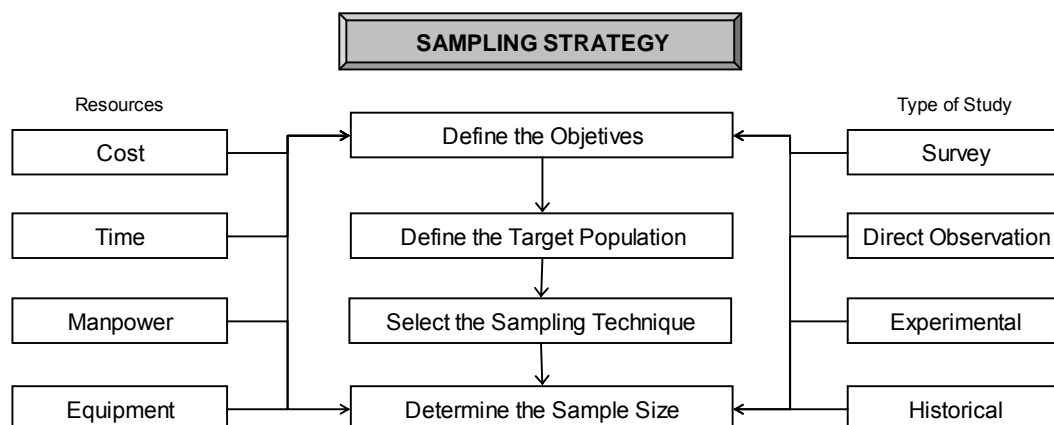 SAMPLING STRATEGY
Resources
Type of Study
Cost
Define the Objetives
Survey
Time
Define the Target Population
Direct Observation
Manpower
Select the Sampling Technique
Experimental
Equipment
Determine the Sample Size
Historical